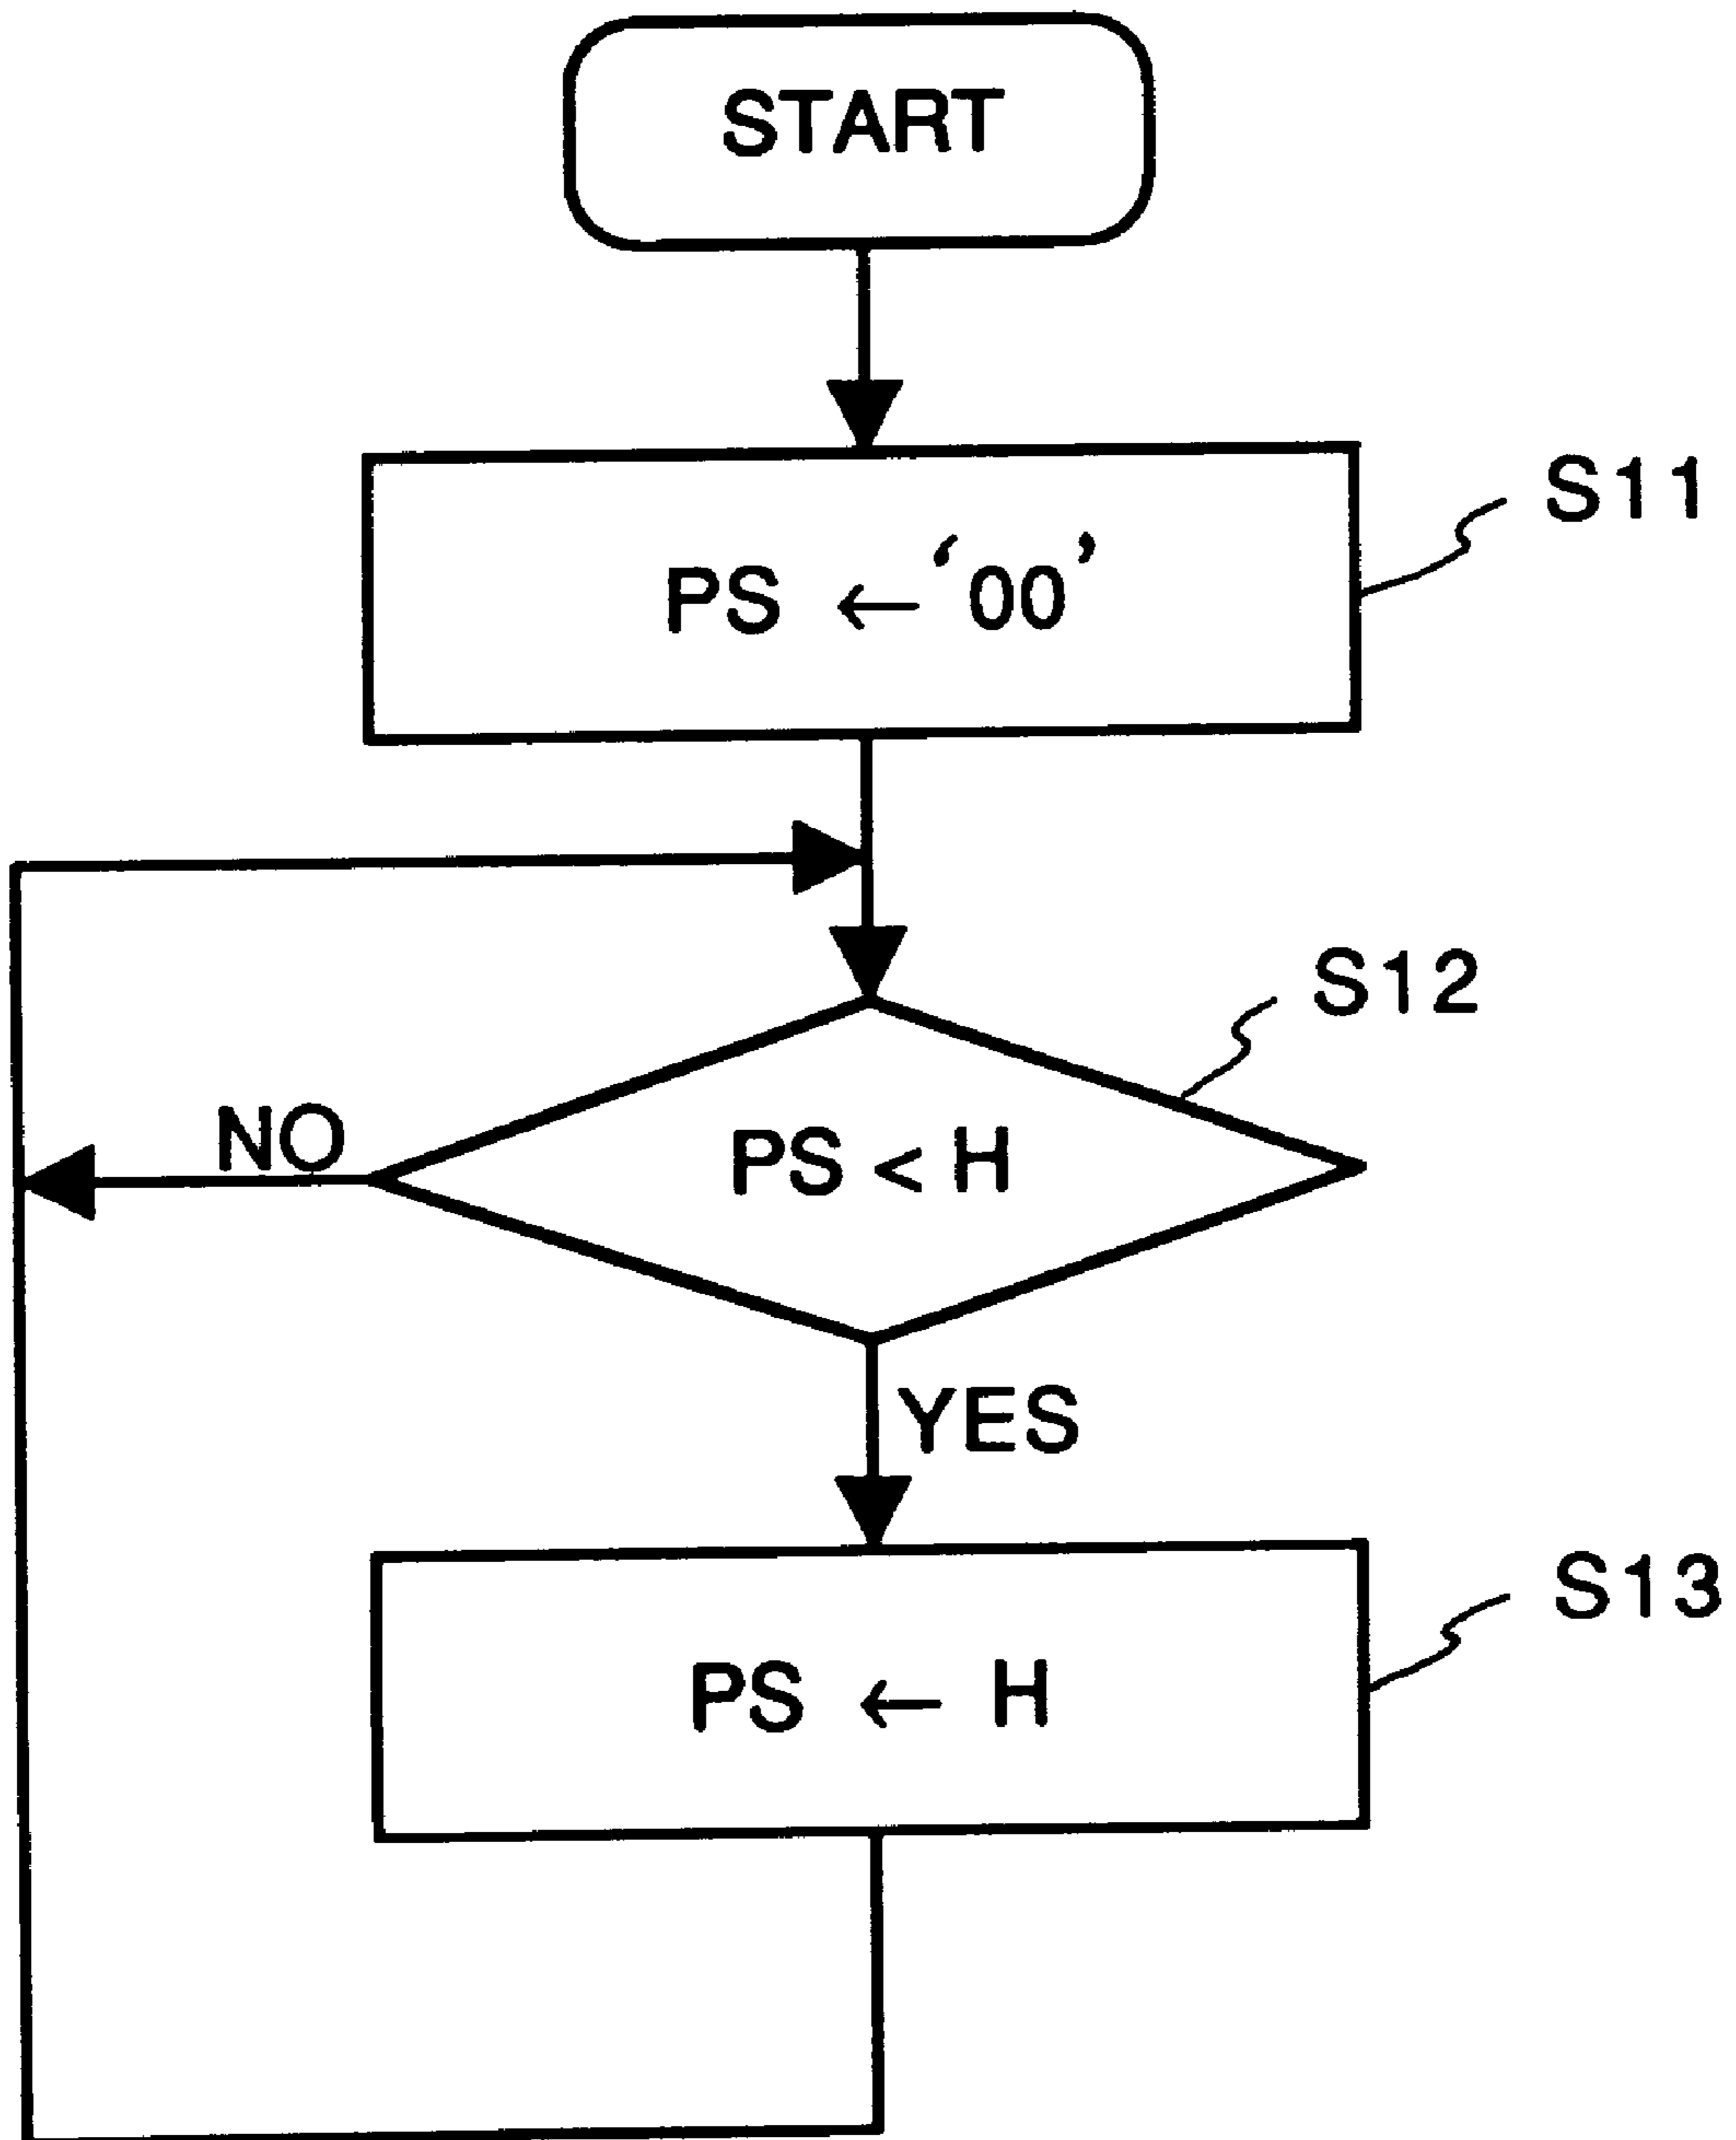 START
S11
PS ← ‘00’
S12
NO
PS < H
YES
S13
PS ← H